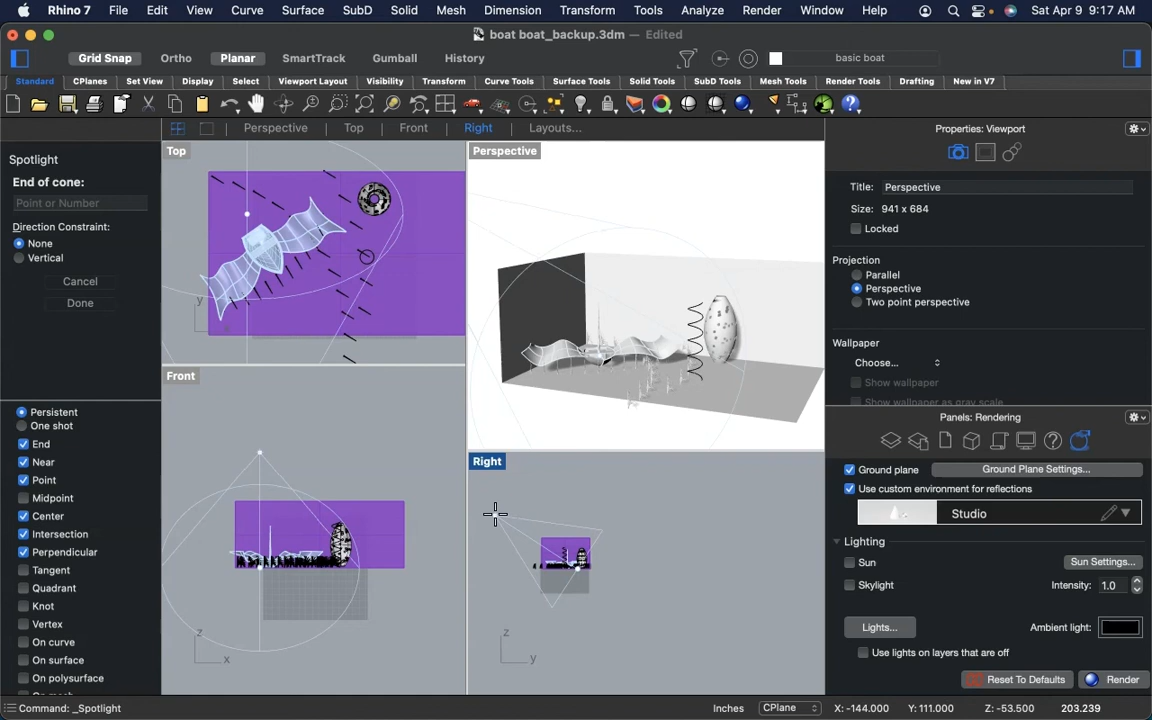 Rhino 7 File Edit View Curve Surface SubD Solid Mesh Dimension Transform Tools Analyze Render Window Help Sat Apr 9 9:17 AM
boat boat_backup.3dm — Edited
Grid Snap Ortho Planar SmartTrack Gumball History basic boat
Standard CPlanes Set View Display Select Viewport Layout Visibility Transform Curve Tools Surface Tools Solid Tools SubD Tools Mesh Tools Render Tools Drafting New in V7
Perspective Top Front Right Layouts...
Spotlight
End of cone:
Point or Number
Direction Constraint:
None
Vertical
Cancel
Done
Persistent
One shot
End
Near
Point
Midpoint
Center
Intersection
Perpendicular
Tangent
Quadrant
Knot
Vertex
On curve
On surface
On polysurface
Top
y
Perspective
Front
z
x
Right
z
y
Properties: Viewport
Title: Perspective
Size: 941 x 684
Locked
Projection
Parallel
Perspective
Two point perspective
Wallpaper
Choose...
Show wallpaper
Show wallpaper as gray scale
Panels: Rendering
Ground plane Ground Plane Settings...
Use custom environment for reflections
Studio
Lighting
Sun Sun Settings...
Skylight Intensity: 1.0
Lights... Ambient light:
Use lights on layers that are off
Reset To Defaults Render
Command: _Spotlight Inches CPlane X: -144.000 Y: 111.000 Z: -53.500 203.239